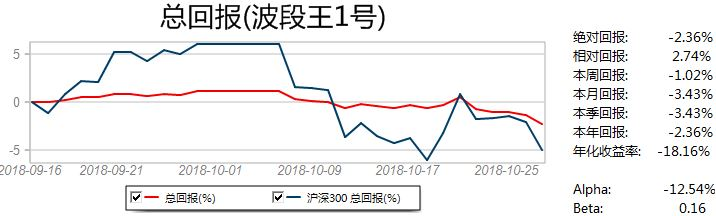 总回报(波段王1号)
5
0
-5
2018-09-16
2018-09-21
2018-10-01
2018-10-09
2018-10-17
2018-10-25
总回报(%)
沪深300 总回报(%)
绝对回报: -2.36%
相对回报: 2.74%
本周回报: -1.02%
本月回报: -3.43%
本季回报: -3.43%
本年回报: -2.36%
年化收益率: -18.16%
Alpha: -12.54%
Beta: 0.16